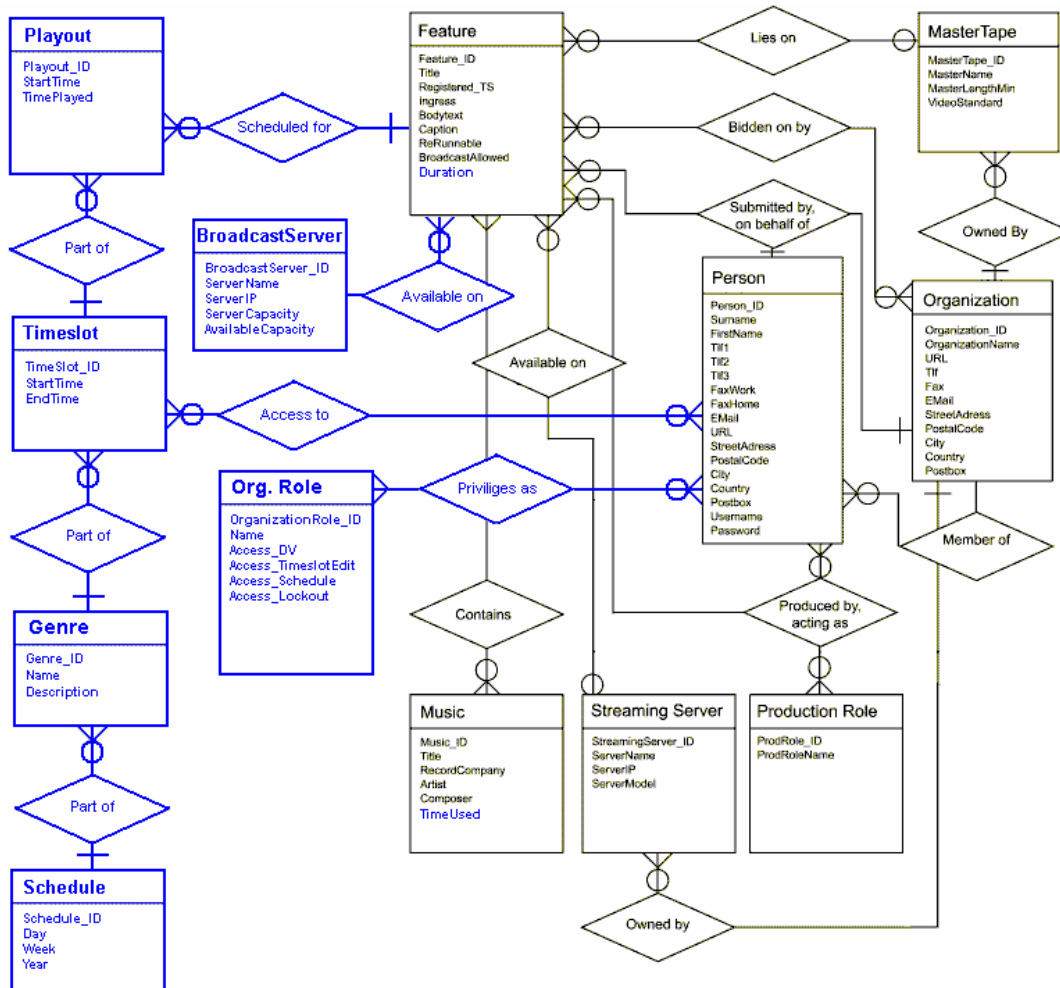 Playout
Playout_ID
StartTime
TimePlayed
Feature
Feature_ID
Title
Registered_TS
Ingress
Bodytext
Caption
ReRunnable
BroadcastAllowed
Duration
Lies on
MasterTape
MasterTape_ID
MasterName
MasterLengthMin
VideoStandard
Scheduled for
Bidden on by
Part of
BroadcastServer
BroadcastServer_ID
ServerName
ServerIP
ServerCapacity
AvailableCapacity
Available on
Submitted by,
on behalf of
Owned By
Person
Person_ID
Surname
FirstName
Tlf1
Tlf2
Tlf3
FaxWork
FaxHome
EMail
URL
StreetAdress
PostalCode
City
Country
Postbox
Username
Password
Organization
Organization_ID
OrganizationName
URL
Tlf
Fax
EMail
StreetAdress
PostalCode
City
Country
Postbox
Timeslot
TimeSlot_ID
StartTime
EndTime
Available on
Access to
Org. Role
OrganizationRole_ID
Name
Access_DV
Access_TimeslotEdit
Access_Schedule
Access_Lockout
Priviliges as
Part of
Member of
Genre
Genre_ID
Name
Description
Contains
Produced by,
acting as
Music
Music_ID
Title
RecordCompany
Artist
Composer
TimeUsed
Streaming Server
StreamingServer_ID
ServerName
ServerIP
ServerModel
Production Role
ProdRole_ID
ProdRoleName
Part of
Schedule
Schedule_ID
Day
Week
Year
Owned by